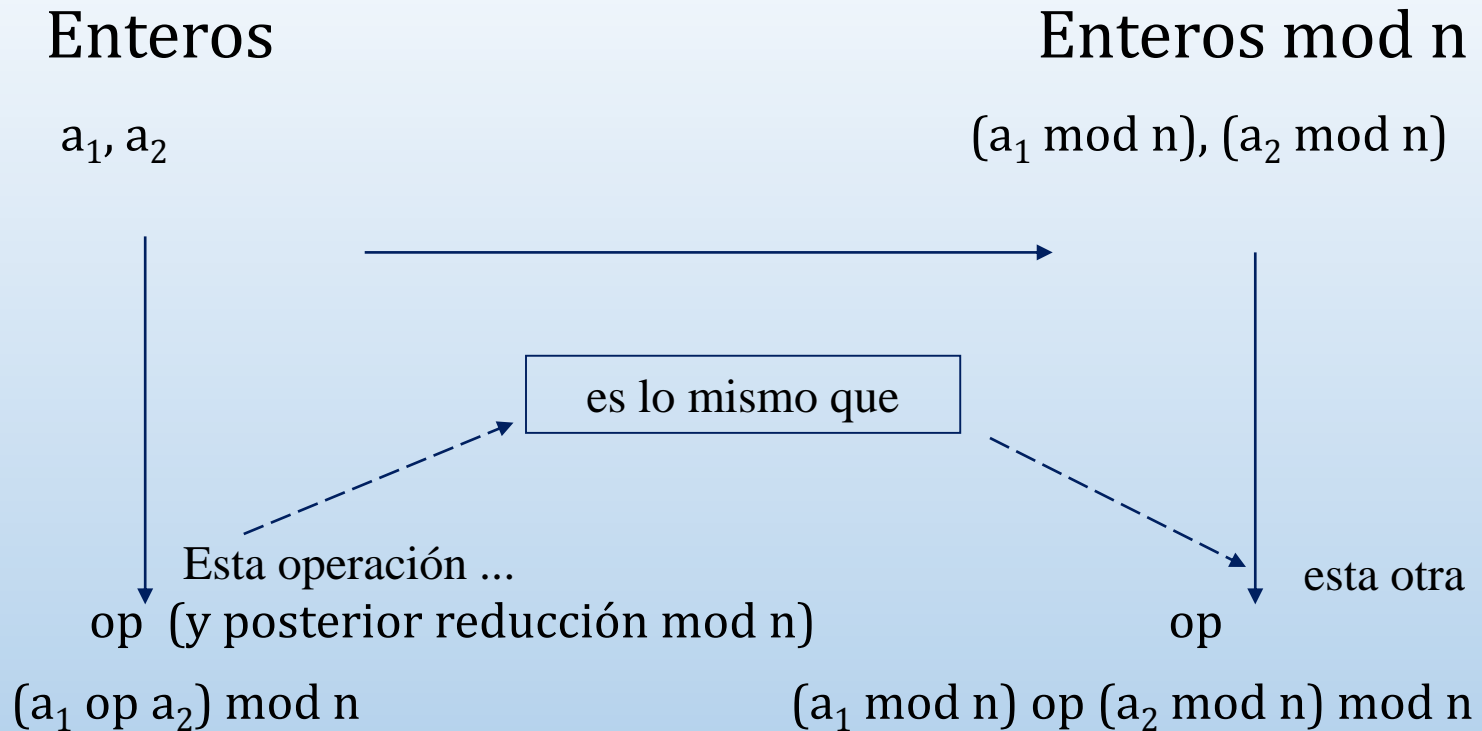 Enteros
Enteros mod n
a₁, a₂
(a₁ mod n), (a₂ mod n)
es lo mismo que
Esta operación ...
esta otra
op (y posterior reducción mod n)
op
(a₁ op a₂) mod n
(a₁ mod n) op (a₂ mod n) mod n